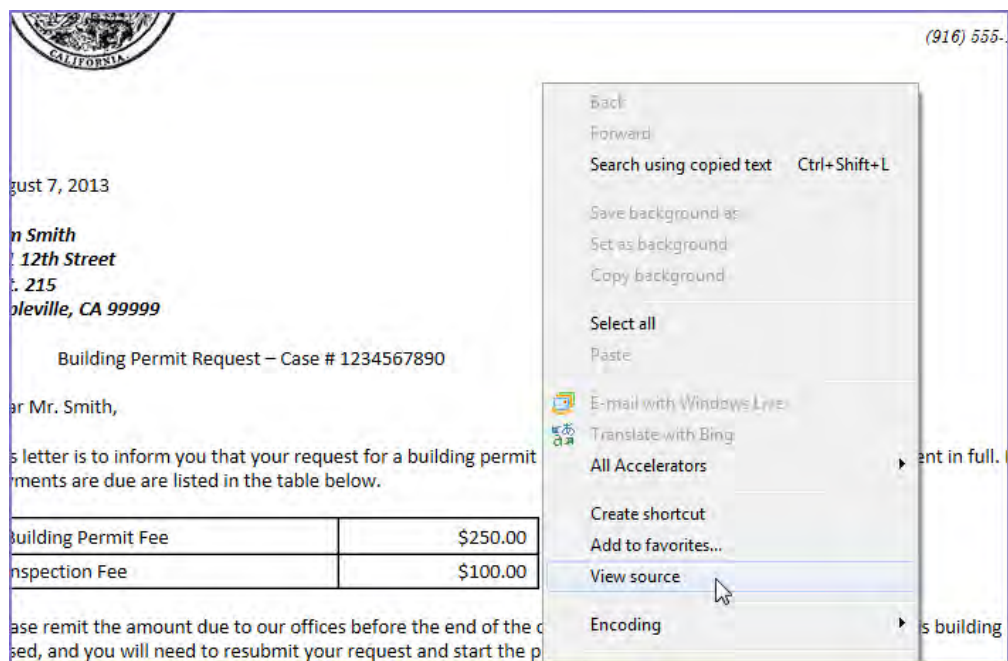 CALIFORNIA
(916) 555-
gust 7, 2013
Smith
12th Street
. 215
pleville, CA 99999
Building Permit Request – Case # 1234567890
ar Mr. Smith,
s letter is to inform you that your request for a building permit
ent in full.
ments are due are listed in the table below.
Building Permit Fee $250.00
nspection Fee $100.00
ase remit the amount due to our offices before the end of the
s building
sed, and you will need to resubmit your request and start the p
Back
Forward
Search using copied text Ctrl+Shift+L
Save background as
Set as background
Copy background
Select all
Paste
E-mail with Windows Live
Translate with Bing
All Accelerators
Create shortcut
Add to favorites...
View source
Encoding